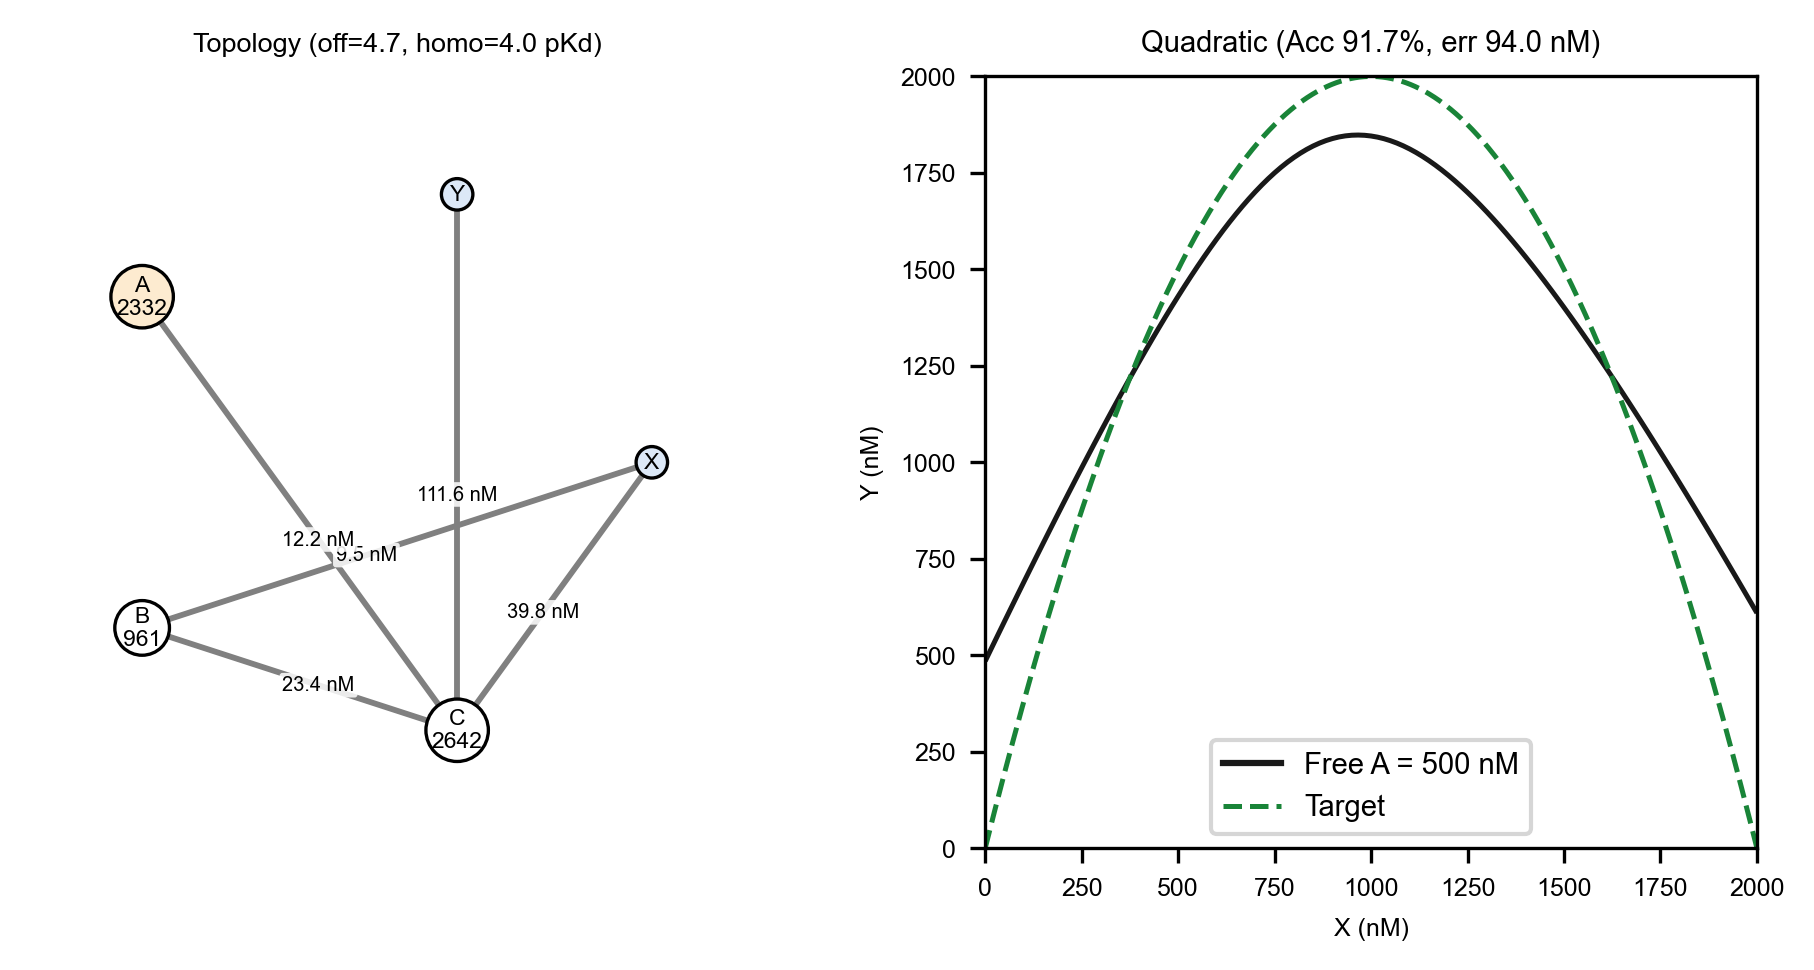 Topology (off=4.7, homo=4.0 pKd)
Y
A
2332
X
111.6 nM
12.2 nM
9.5 nM
B
961
39.8 nM
23.4 nM
C
2642
Quadratic (Acc 91.7%, err 94.0 nM)
2000
1750
1500
1250
1000
750
500
250
0
Y (nM)
Free A = 500 nM
Target
0 250 500 750 1000 1250 1500 1750 2000
X (nM)